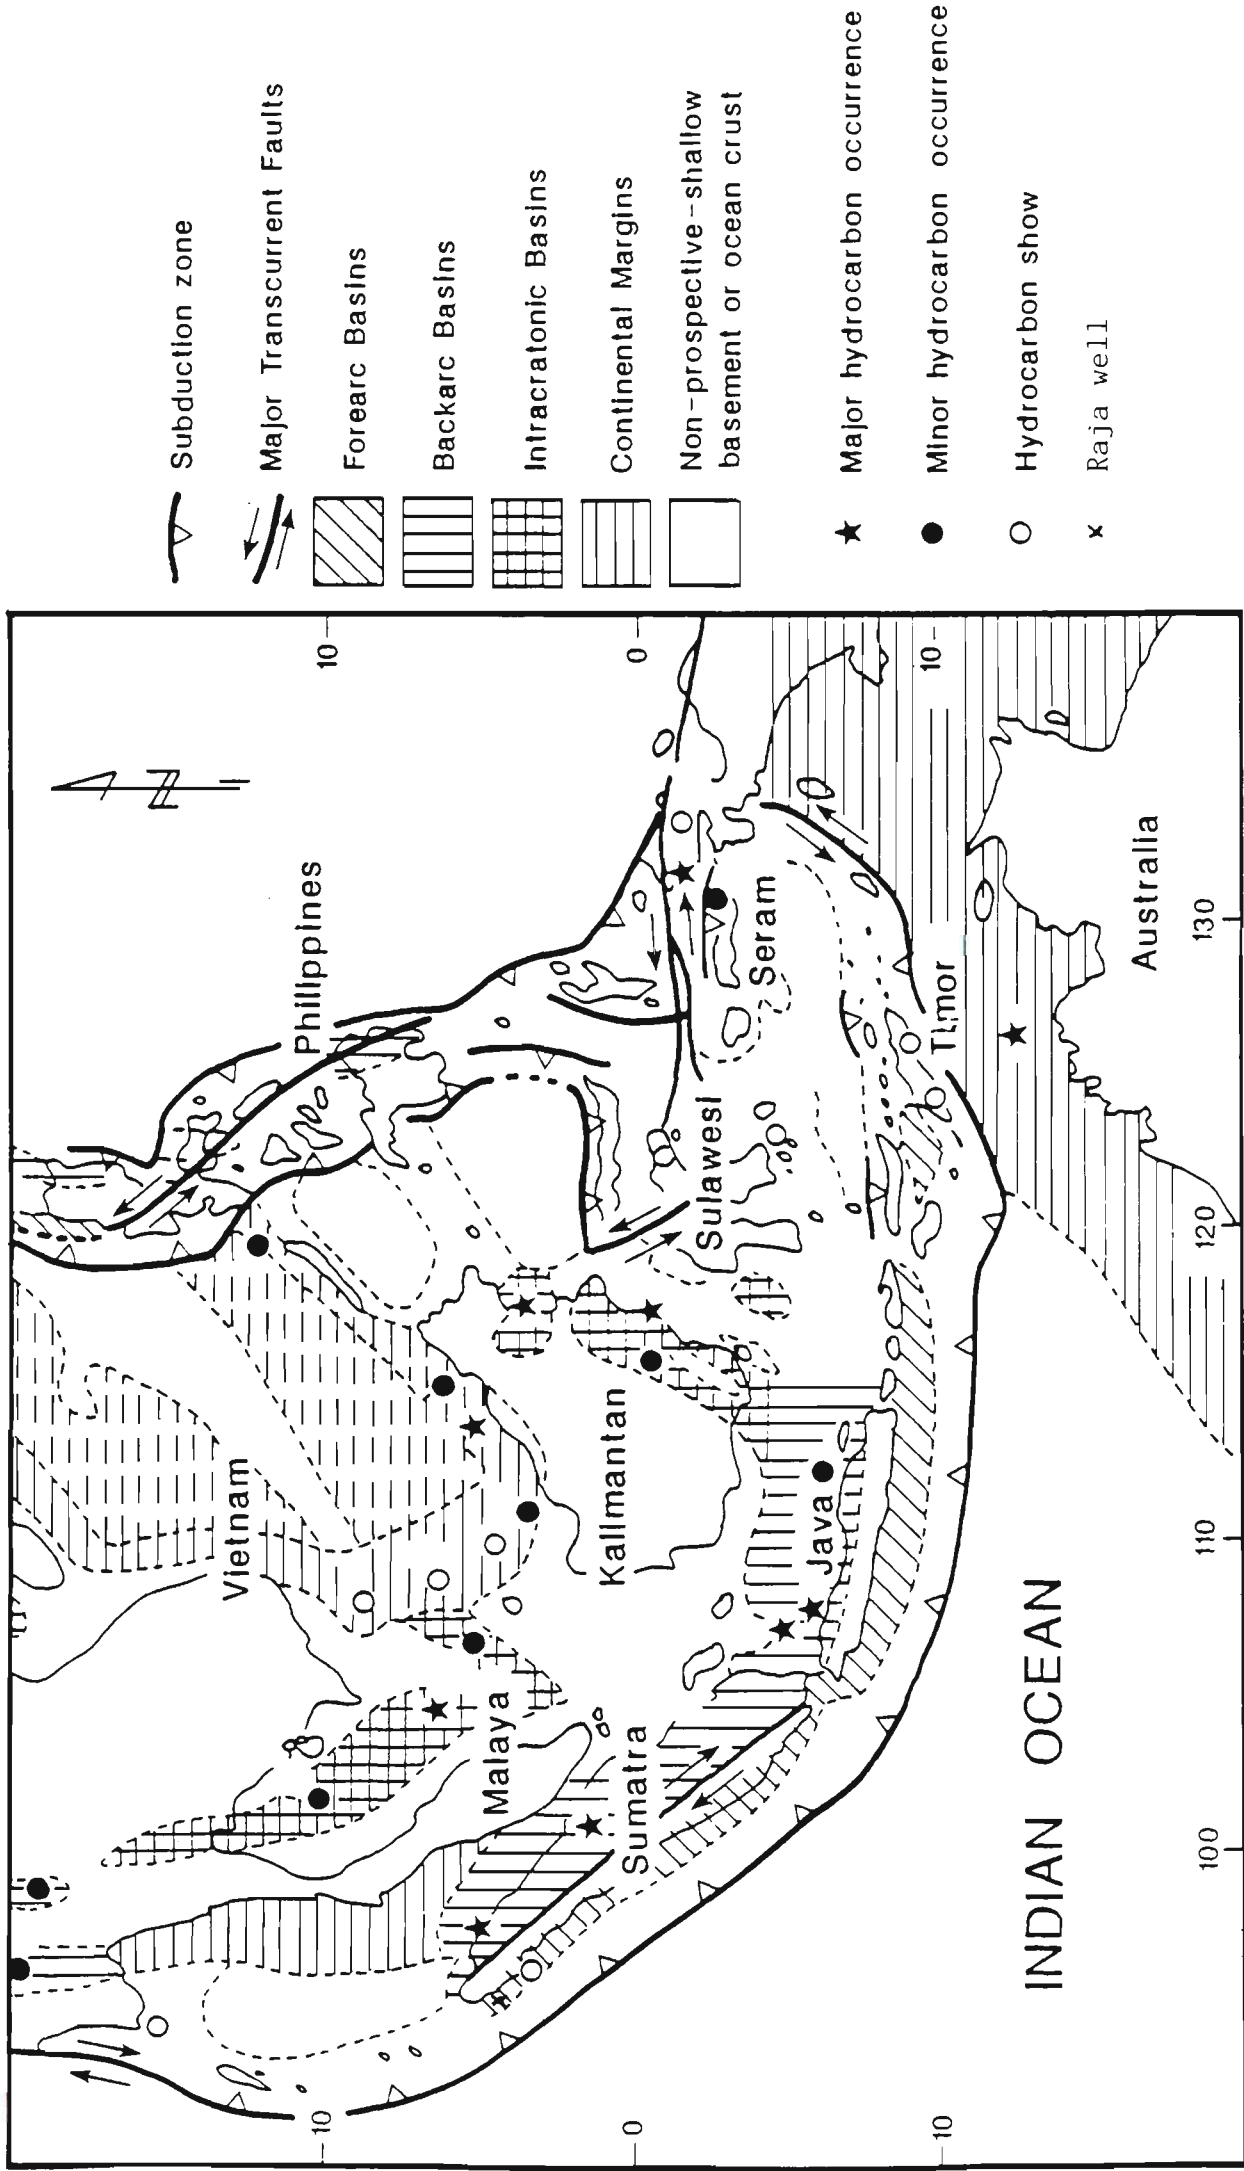 N
Vietnam
Philippines
10
10
Malaya
Kalimantan
Sumatra
0
0
Sulawesi
Seram
Java
10
10
Timor
INDIAN OCEAN
Australia
100
110
120
130
Subduction zone
Major Transcurrent Faults
Forearc Basins
Backarc Basins
Intracratonic Basins
Continental Margins
Non-prospective-shallow
basement or ocean crust
Major hydrocarbon occurrence
Minor hydrocarbon occurrence
Hydrocarbon show
Raja well